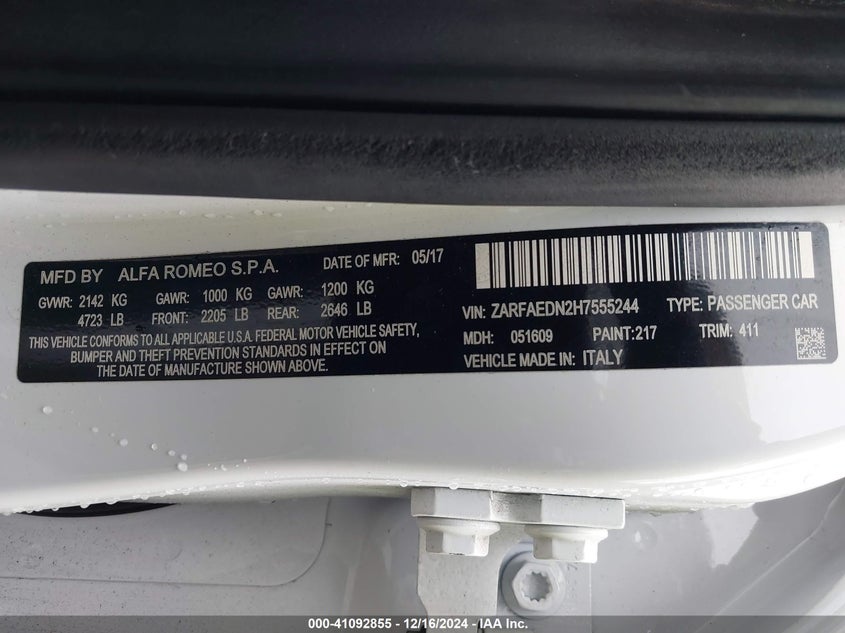 MFD BY ALFA ROMEO S.P.A. DATE OF MFR: 05/17
GVWR: 2142 KG GAWR: 1000 KG GAWR: 1200 KG
4723 LB FRONT: 2205 LB REAR: 2646 LB
THIS VEHICLE CONFORMS TO ALL APPLICABLE U.S.A. FEDERAL MOTOR VEHICLE SAFETY,
BUMPER AND THEFT PREVENTION STANDARDS IN EFFECT ON
THE DATE OF MANUFACTURE SHOWN ABOVE.
VIN: ZARFAEDN2H7555244 TYPE: PASSENGER CAR
MDH: 051609 PAINT:217 TRIM: 411
VEHICLE MADE IN: ITALY
000-41092855 - 12/16/2024 - IAA Inc.